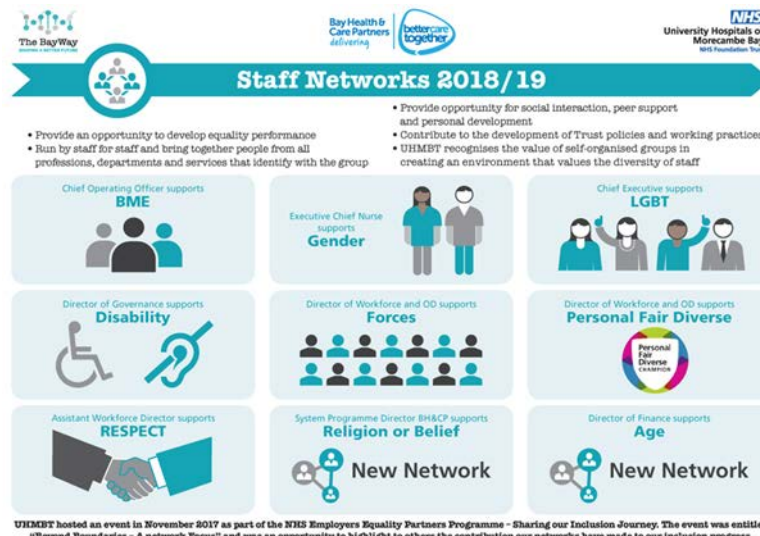 The BayWay
Bay Health &
Care Partners
delivering
bettercare
together
NHS
University Hospitals of
Morecambe Bay
NHS Foundation Trust
Staff Networks 2018/19
• Provide an opportunity to develop equality performance
• Run by staff for staff and bring together people from all
professions, departments and services that identify with the group
• Provide opportunity for social interaction, peer support
and personal development
• Contribute to the development of Trust policies and working practices
• UHMBT recognises the value of self-organised groups in
creating an environment that values the diversity of staff
Chief Operating Officer supports
BME
Executive Chief Nurse
supports
Gender
Chief Executive supports
LGBT
Director of Governance supports
Disability
Director of Workforce and OD supports
Forces
Director of Workforce and OD supports
Personal Fair Diverse
Personal
Fair
Diverse
CHAMPION
Assistant Workforce Director supports
RESPECT
System Programme Director BH&CP supports
Religion or Belief
New Network
Director of Finance supports
Age
New Network
UHMBT hosted an event in November 2017 as part of the NHS Employers Equality Partners Programme – Sharing our Inclusion Journey. The event was entitle